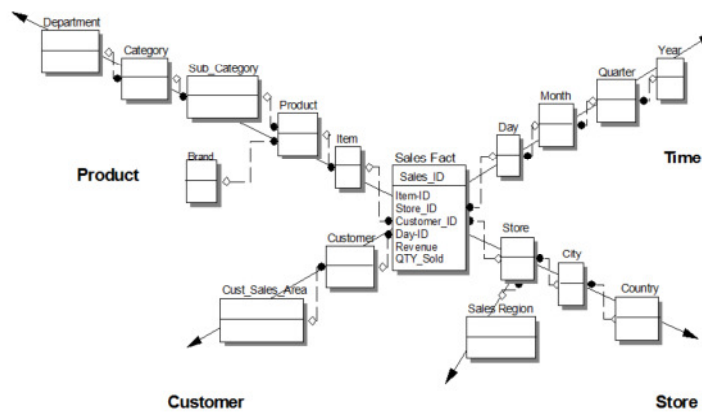 Department
Category
Sub_Category
Product
Item
Brand
Product
Year
Quarter
Month
Day
Time
Sales Fact
Sales_ID
Item-ID
Store_ID
Customer_ID
Day-ID
Revenue
QTY_Sold
Customer
Cust_Sales_Area
Customer
Store
City
Country
Sales Region
Store